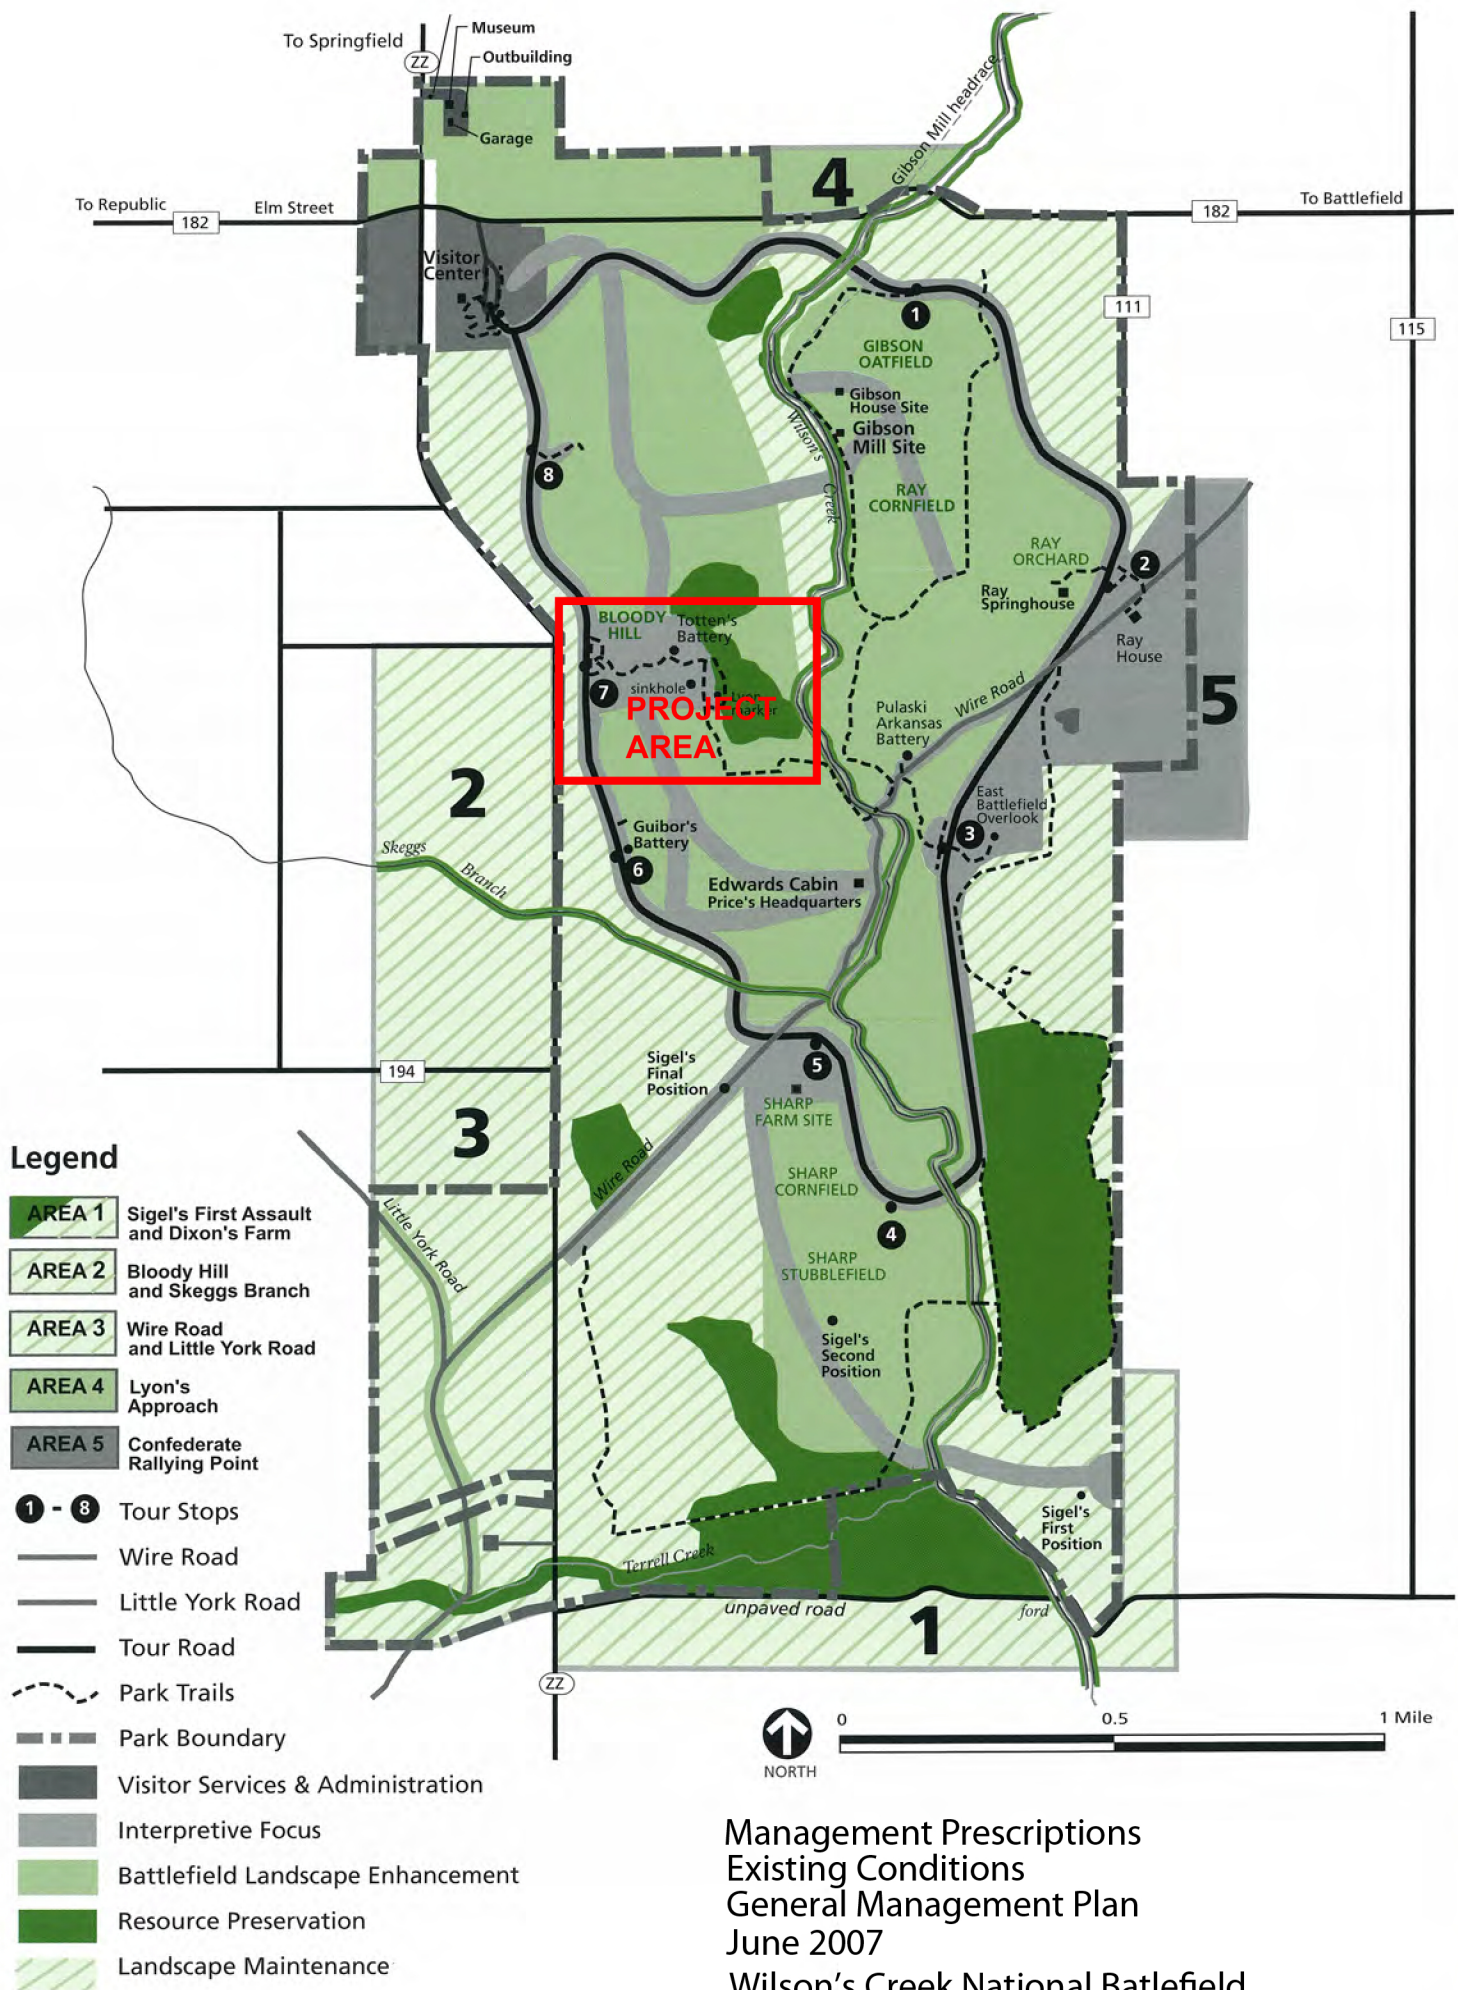 To Springfield
ZZ
Museum
Outbuilding
Garage
Gibson Mill headrace
4
To Republic
182
Elm Street
182
To Battlefield
Visitor
Center
111
115
1
GIBSON
OATFIELD
Gibson
House Site
Gibson
Mill Site
Wilson's
Creek
8
RAY
CORNFIELD
RAY
ORCHARD
2
Ray
Springhouse
Ray
House
BLOODY
HILL
Totten's
Battery
7
sinkhole
Lyon
marker
PROJECT
AREA
Wire Road
5
Pulaski
Arkansas
Battery
2
East
Battlefield
Overlook
3
Guibor's
Battery
6
Skeggs
Branch
Edwards Cabin
Price's Headquarters
Sigel's
Final
Position
5
194
SHARP
FARM SITE
3
Wire Road
SHARP
CORNFIELD
4
Little York Road
SHARP
STUBBLEFIELD
Sigel's
Second
Position
Sigel's
First
Position
Terrell Creek
unpaved road
1
ford
ZZ
Legend
AREA 1 Sigel's First Assault
and Dixon's Farm
AREA 2 Bloody Hill
and Skeggs Branch
AREA 3 Wire Road
and Little York Road
AREA 4 Lyon's
Approach
AREA 5 Confederate
Rallying Point
1 - 8 Tour Stops
Wire Road
Little York Road
Tour Road
Park Trails
Park Boundary
Visitor Services & Administration
Interpretive Focus
Battlefield Landscape Enhancement
Resource Preservation
Landscape Maintenance
0 0.5 1 Mile
NORTH
Management Prescriptions
Existing Conditions
General Management Plan
June 2007
Wilson's Creek National Batlefield